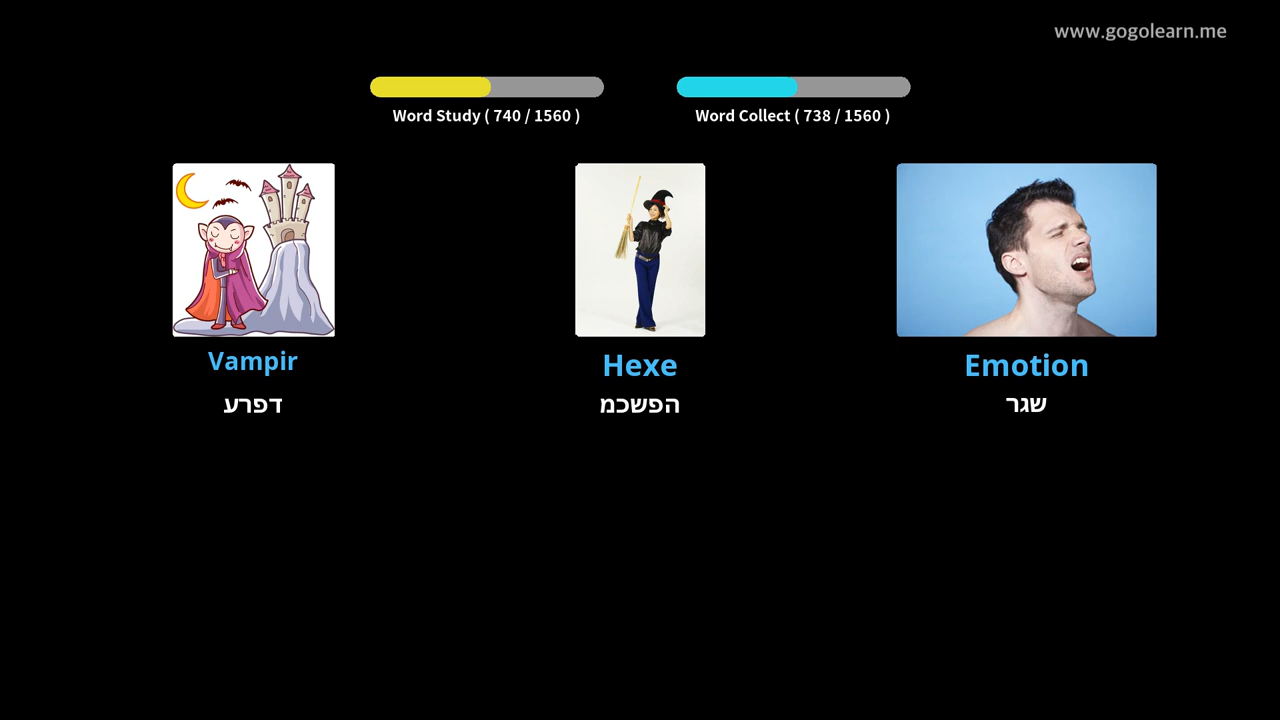 www.gogolearn.me
Word Study ( 740 / 1560 )
Word Collect ( 738 / 1560 )
Vampir
דפרע
Hexe
הפשכמ
Emotion
שגר